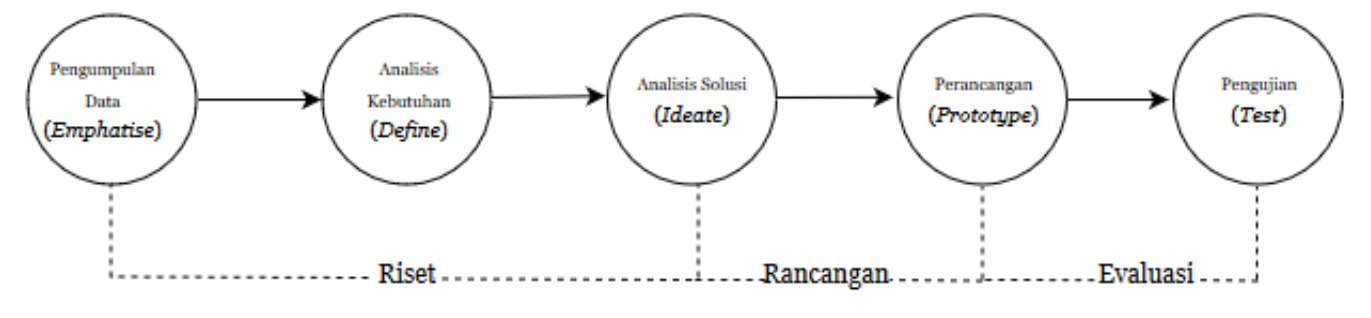 Pengumpulan
Data
(Emphatise)
Analisis
Kebutuhan
(Define)
Analisis Solusi
(Ideate)
Perancangan
(Prototype)
Pengujian
(Test)
Riset
Rancangan
Evaluasi